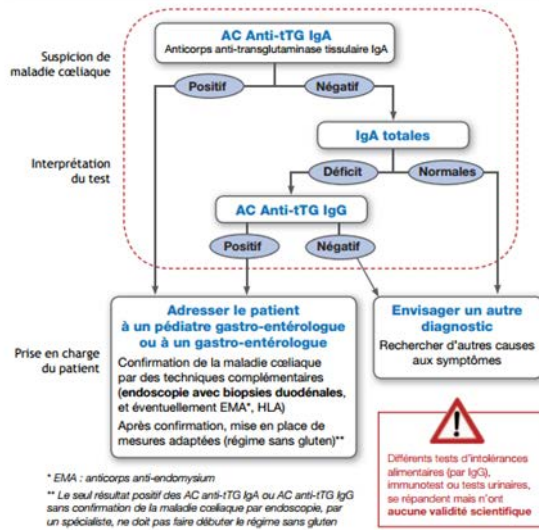 AC Anti-tTG IgA
Anticorps anti-transglutaminase tissulaire IgA
Suspicion de
maladie cœliaque
Positif
Négatif
IgA totales
Interprétation
du test
Déficit
Normales
AC Anti-tTG IgG
Positif
Négatif
Adresser le patient
à un pédiatre gastro-entérologue
ou à un gastro-entérologue
Confirmation de la maladie cœliaque
par des techniques complémentaires
(endoscopie avec biopsies duodénales,
et éventuellement EMA*, HLA)
Après confirmation, mise en place de
mesures adaptées (régime sans gluten)**
Envisager un autre
diagnostic
Rechercher d'autres causes
aux symptômes
Prise en charge
du patient
* EMA : anticorps anti-endomysium
** Le seul résultat positif des AC anti-tTG IgA ou AC anti-tTG IgG
sans confirmation de la maladie cœliaque par endoscopie, par
un spécialiste, ne doit pas faire débuter le régime sans gluten
!
Différents tests d'intolérances
alimentaires (par IgG),
immunotest ou tests urinaires,
se répandent mais n'ont
aucune validité scientifique